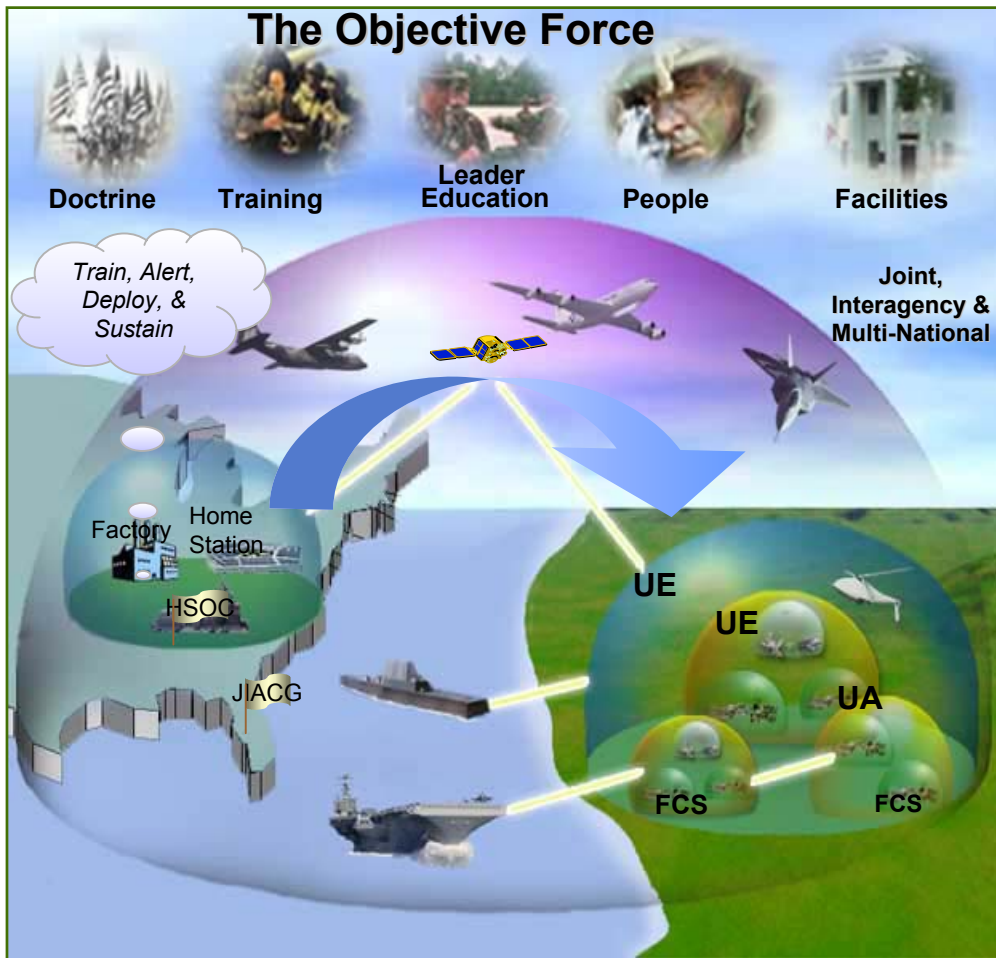 The Objective Force
Doctrine
Training
Leader
Education
People
Facilities
Train, Alert,
Deploy, &
Sustain
Joint,
Interagency &
Multi-National
Factory
Home
Station
HSOC
JIACG
UE
UE
UA
FCS
FCS